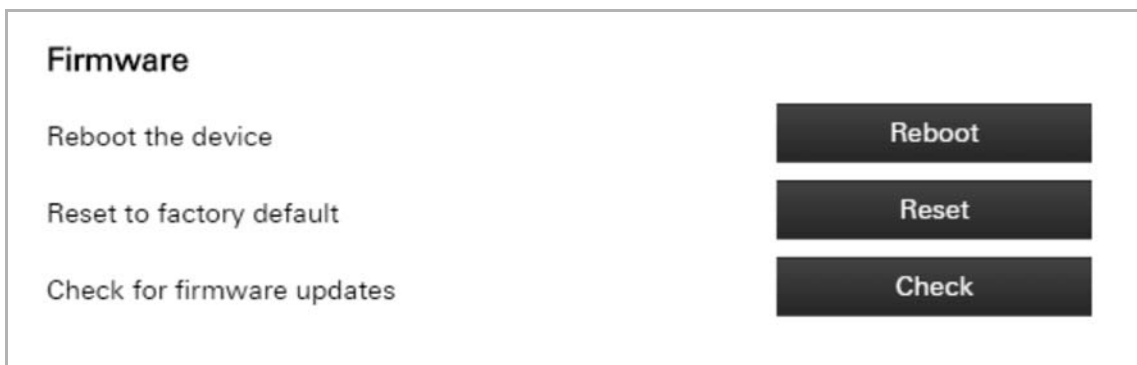 Firmware
Reboot the device Reboot
Reset to factory default Reset
Check for firmware updates Check